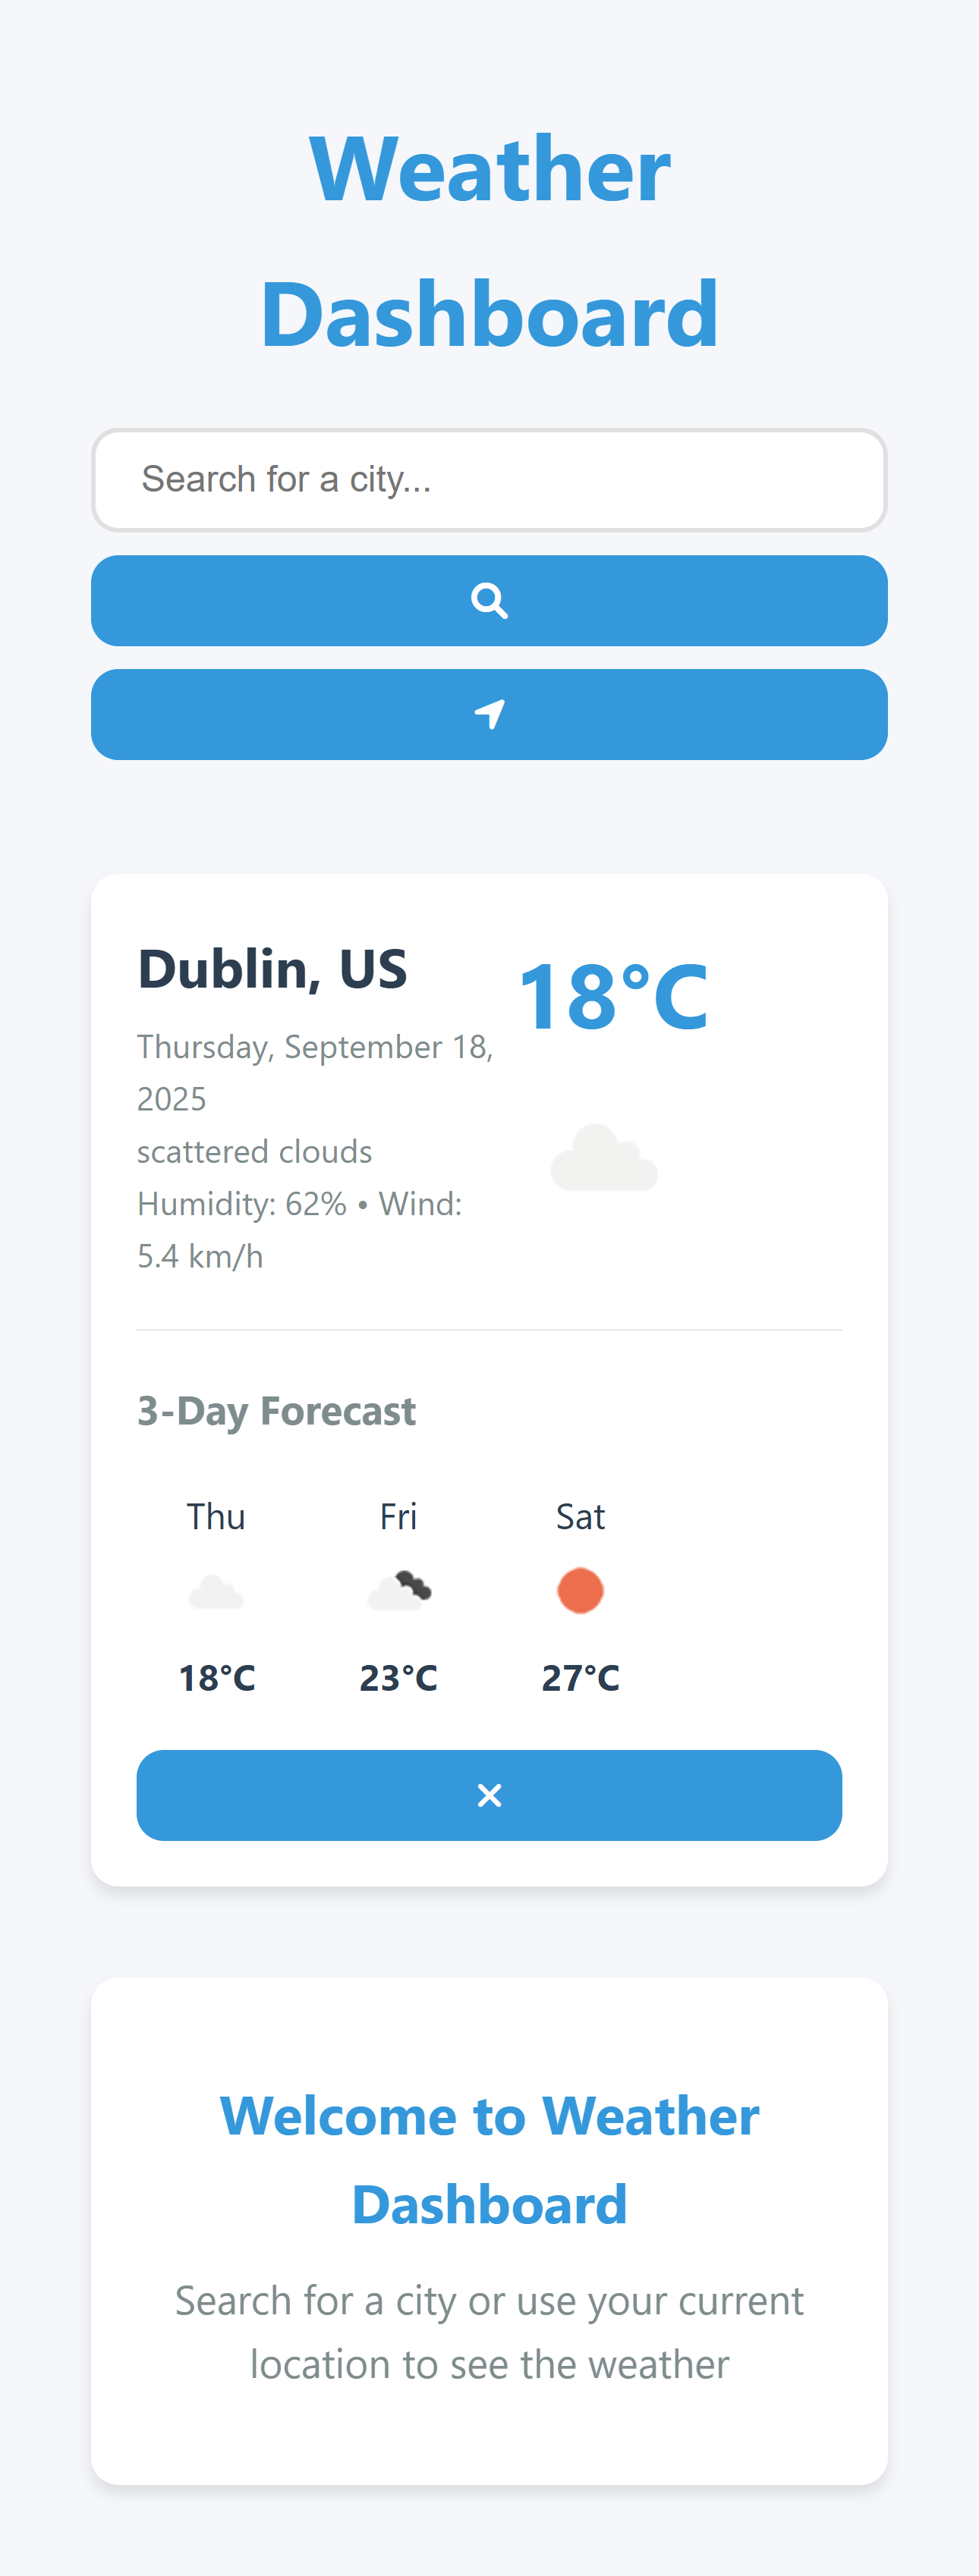 Weather
Dashboard
Search for a city...
Dublin, US
18°C
Thursday, September 18,
2025
scattered clouds
Humidity: 62% • Wind:
5.4 km/h
3-Day Forecast
Thu Fri Sat
18°C 23°C 27°C
Welcome to Weather
Dashboard
Search for a city or use your current
location to see the weather